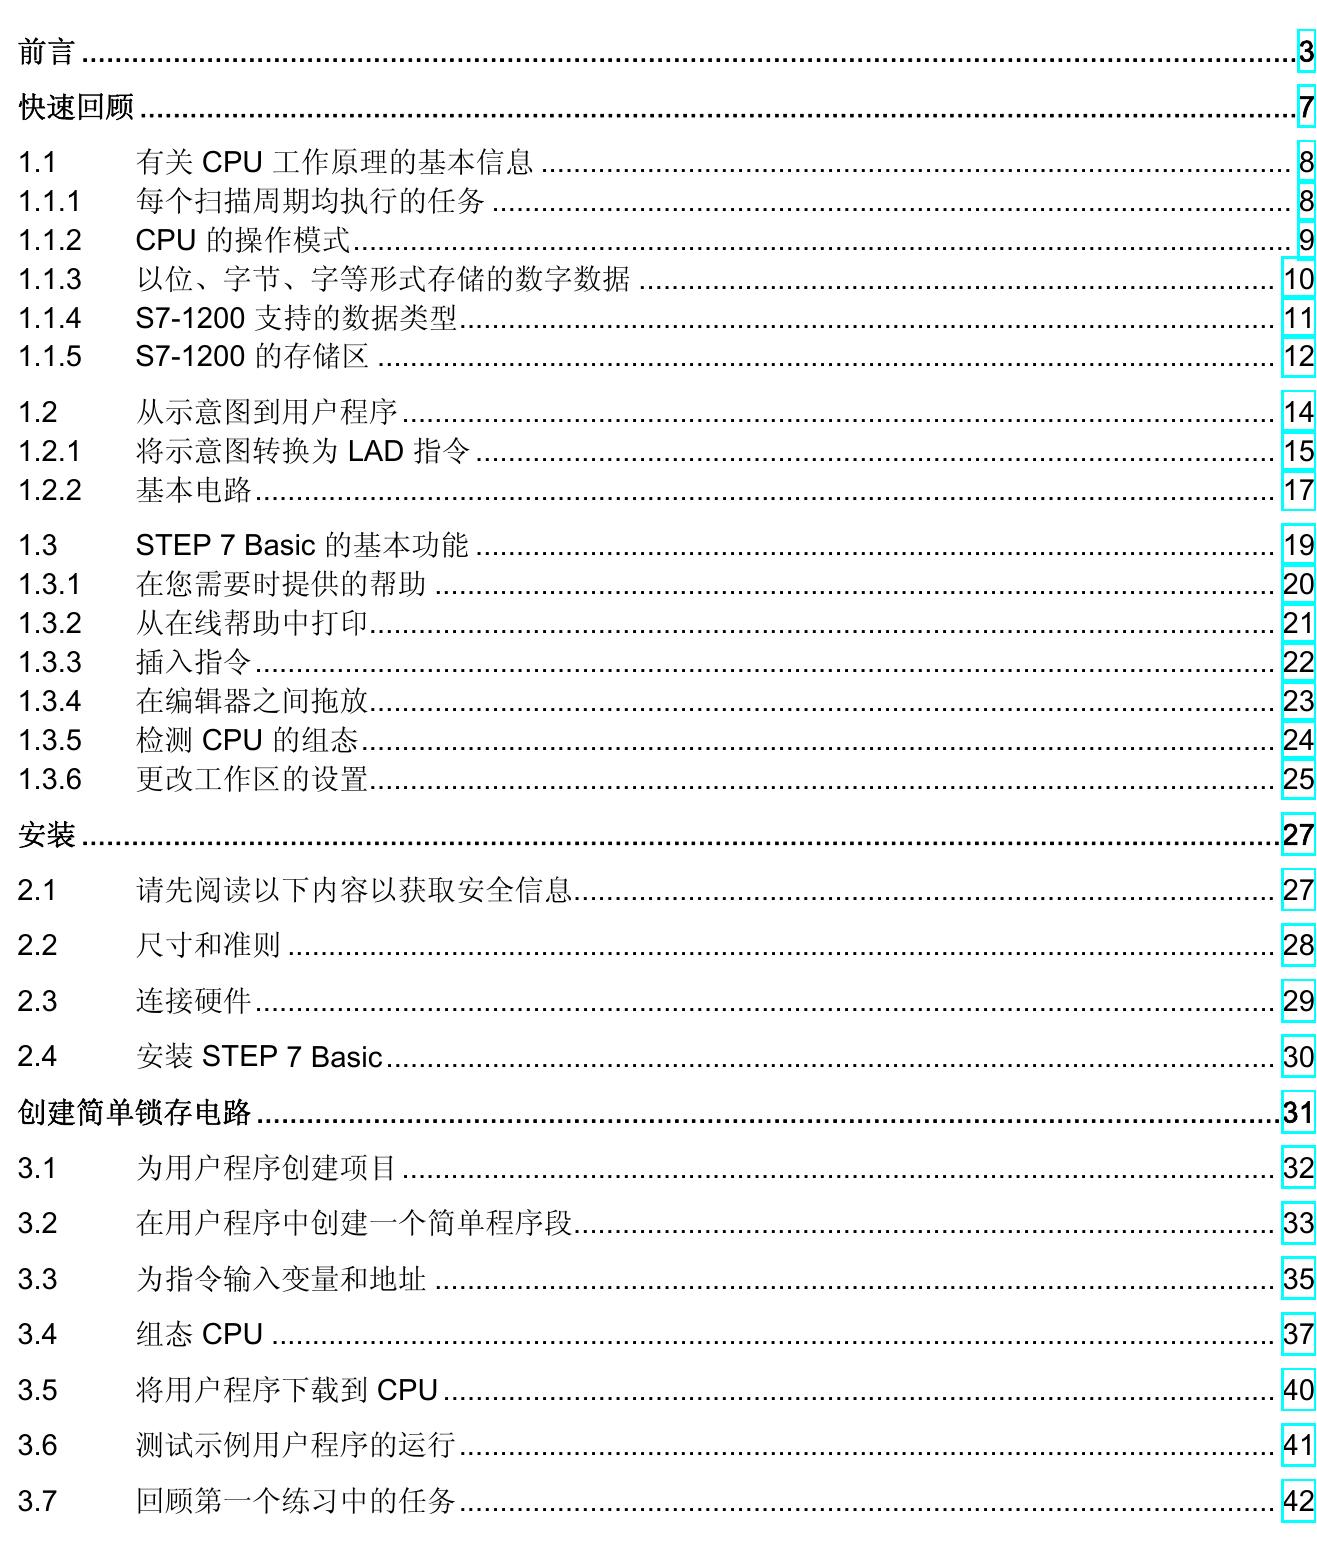 前言 ........ 3
快速回顾 ........ 7
1.1 有关 CPU 工作原理的基本信息 ........ 8
1.1.1 每个扫描周期均执行的任务 ........ 8
1.1.2 CPU 的操作模式 ........ 9
1.1.3 以位、字节、字等形式存储的数字数据 ........ 10
1.1.4 S7-1200 支持的数据类型 ........ 11
1.1.5 S7-1200 的存储区 ........ 12
1.2 从示意图到用户程序 ........ 14
1.2.1 将示意图转换为 LAD 指令 ........ 15
1.2.2 基本电路 ........ 17
1.3 STEP 7 Basic 的基本功能 ........ 19
1.3.1 在您需要时提供的帮助 ........ 20
1.3.2 从在线帮助中打印 ........ 21
1.3.3 插入指令 ........ 22
1.3.4 在编辑器之间拖放 ........ 23
1.3.5 检测 CPU 的组态 ........ 24
1.3.6 更改工作区的设置 ........ 25
安装 ........ 27
2.1 请先阅读以下内容以获取安全信息 ........ 27
2.2 尺寸和准则 ........ 28
2.3 连接硬件 ........ 29
2.4 安装 STEP 7 Basic ........ 30
创建简单锁存电路 ........ 31
3.1 为用户程序创建项目 ........ 32
3.2 在用户程序中创建一个简单程序段 ........ 33
3.3 为指令输入变量和地址 ........ 35
3.4 组态 CPU ........ 37
3.5 将用户程序下载到 CPU ........ 40
3.6 测试示例用户程序的运行 ........ 41
3.7 回顾第一个练习中的任务 ........ 42